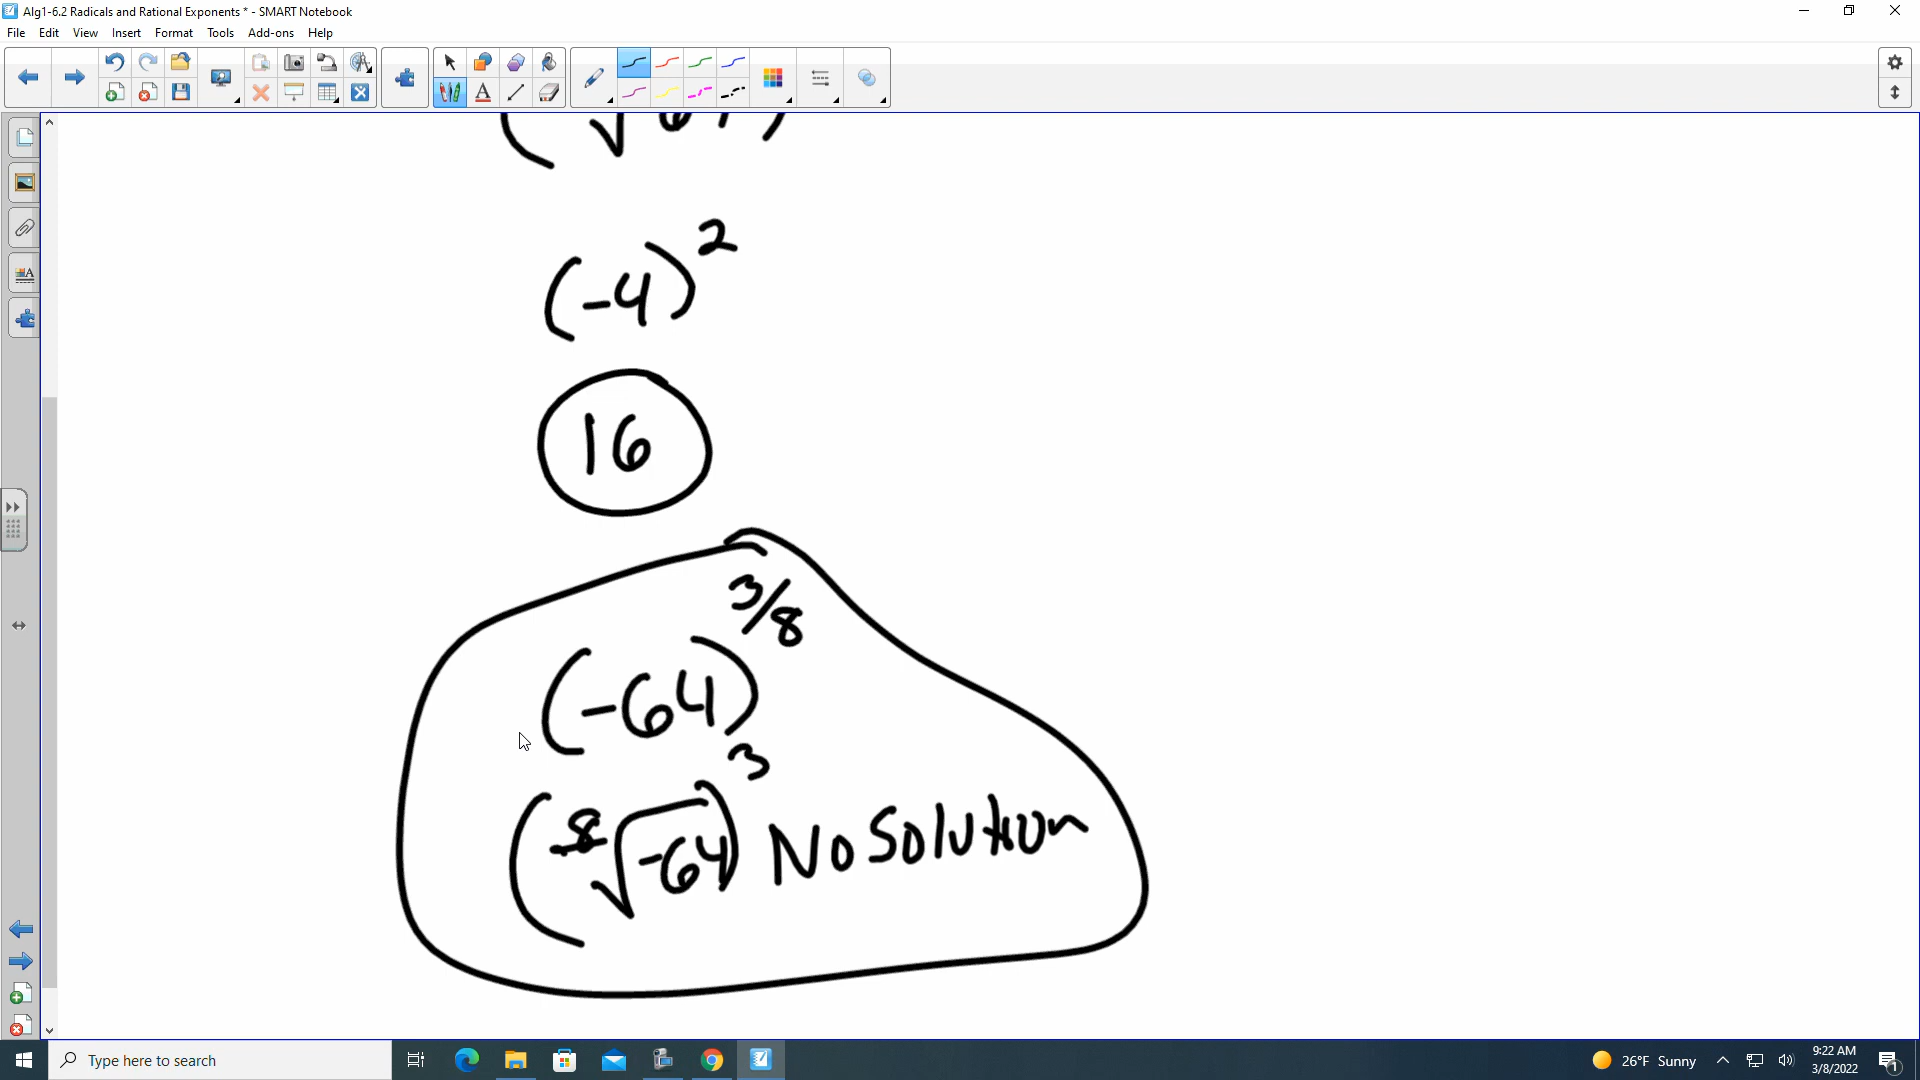 Alg1-6.2 Radicals and Rational Exponents * - SMART Notebook
File Edit View Insert Format Tools Add-ons Help
(-4)²
16
(-64)^3/8
(⁸√-64)³ No Solution
Type here to search
26°F Sunny
9:22 AM
3/8/2022
1